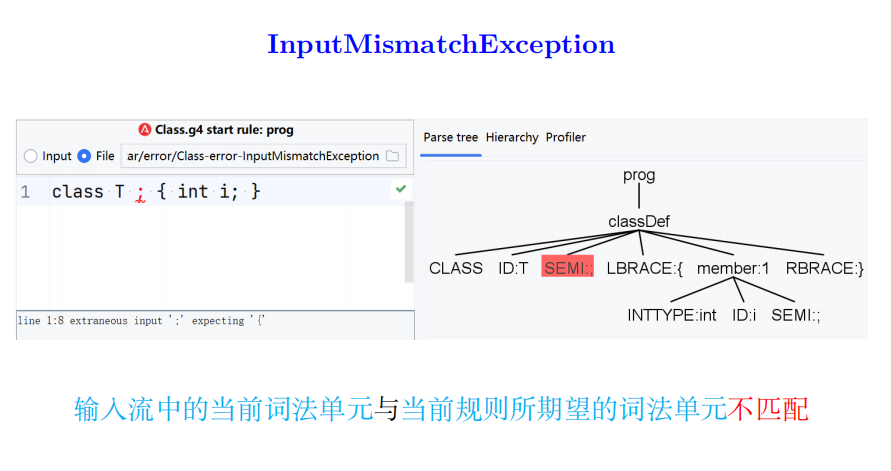 InputMismatchException
Class.g4 start rule: prog
Input File ar/error/Class-error-InputMismatchException
1 class T ; { int i; }
line 1:8 extraneous input ';' expecting '{'
Parse tree Hierarchy Profiler
prog
classDef
CLASS ID:T SEMI:; LBRACE:{ member:1 RBRACE:}
INTTYPE:int ID:i SEMI:;
输入流中的当前词法单元与当前规则所期望的词法单元不匹配